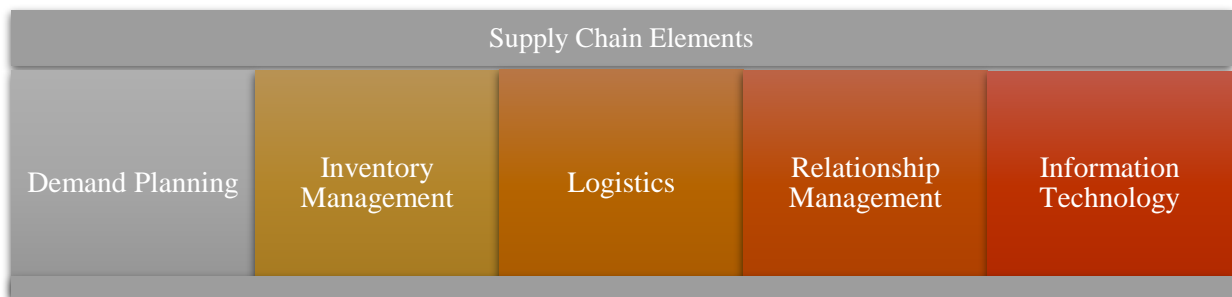 Supply Chain Elements
Demand Planning
Inventory
Management
Logistics
Relationship
Management
Information
Technology